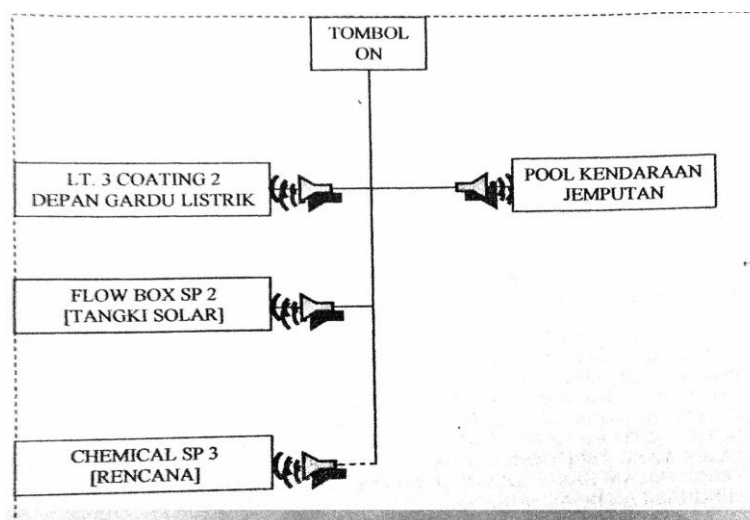 TOMBOL
ON
LT. 3 COATING 2
DEPAN GARDU LISTRIK
POOL KENDARAAN
JEMPUTAN
FLOW BOX SP 2
[TANGKI SOLAR]
CHEMICAL SP 3
[RENCANA]